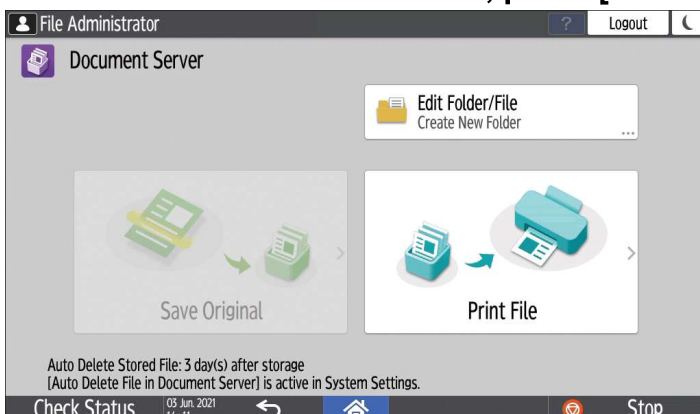 File Administrator
?
Logout
Document Server
Edit Folder/File
Create New Folder
...
Save Original
Print File
Auto Delete Stored File: 3 day(s) after storage
[Auto Delete File in Document Server] is active in System Settings.
Check Status
03 Jun. 2021
Stop